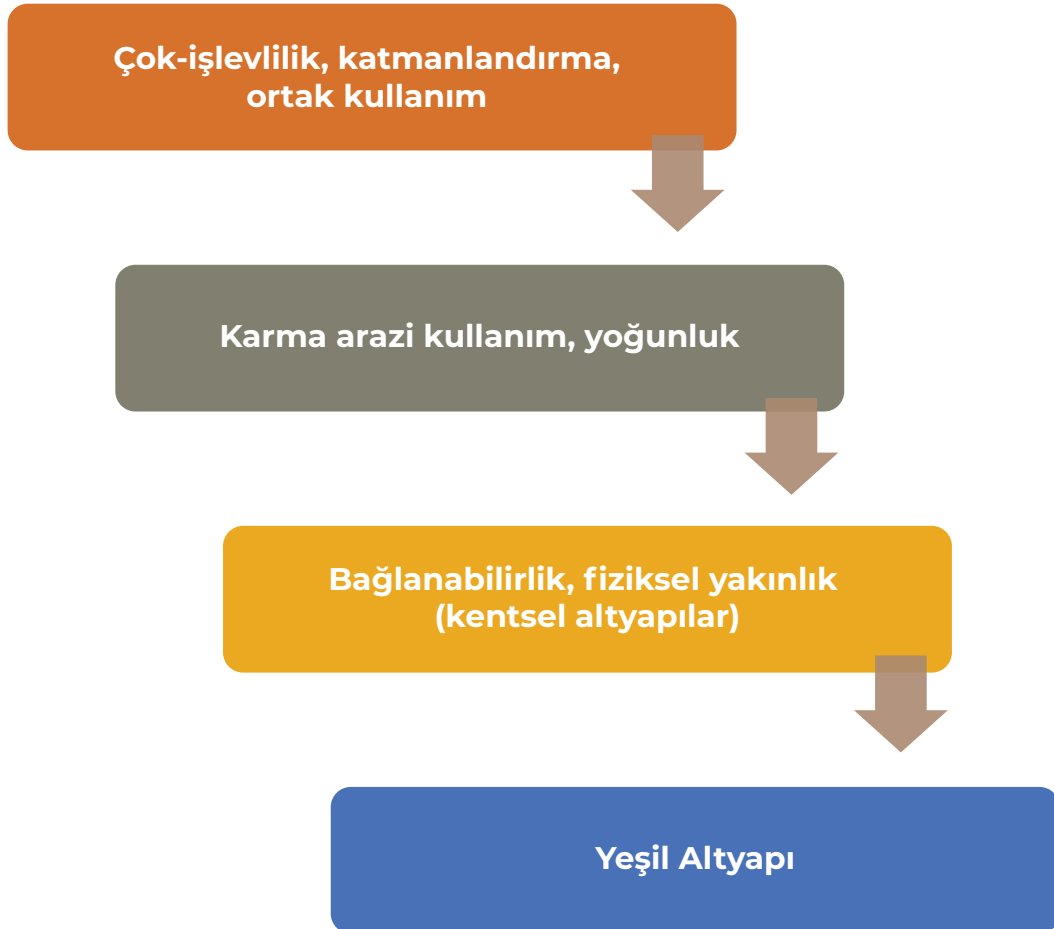 Çok-işlevlilik, katmanlandırma,
ortak kullanım
Karma arazi kullanım, yoğunluk
Bağlanabilirlik, fiziksel yakınlık
(kentsel altyapılar)
Yeşil Altyapı